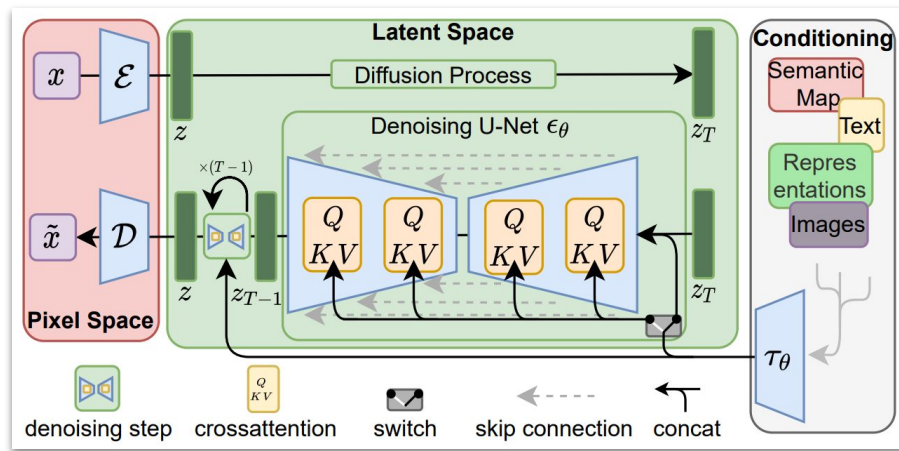 Latent Space
Conditioning
x
ℰ
z
Diffusion Process
z_T
Semantic
Map
Text
Repres
entations
Images
Denoising U-Net ϵ_θ
×(T−1)
Q
KV
Q
KV
Q
KV
Q
KV
x̃
𝒟
z
z_{T−1}
z_T
Pixel Space
τ_θ
Q
KV
denoising step
crossattention
switch
skip connection
concat